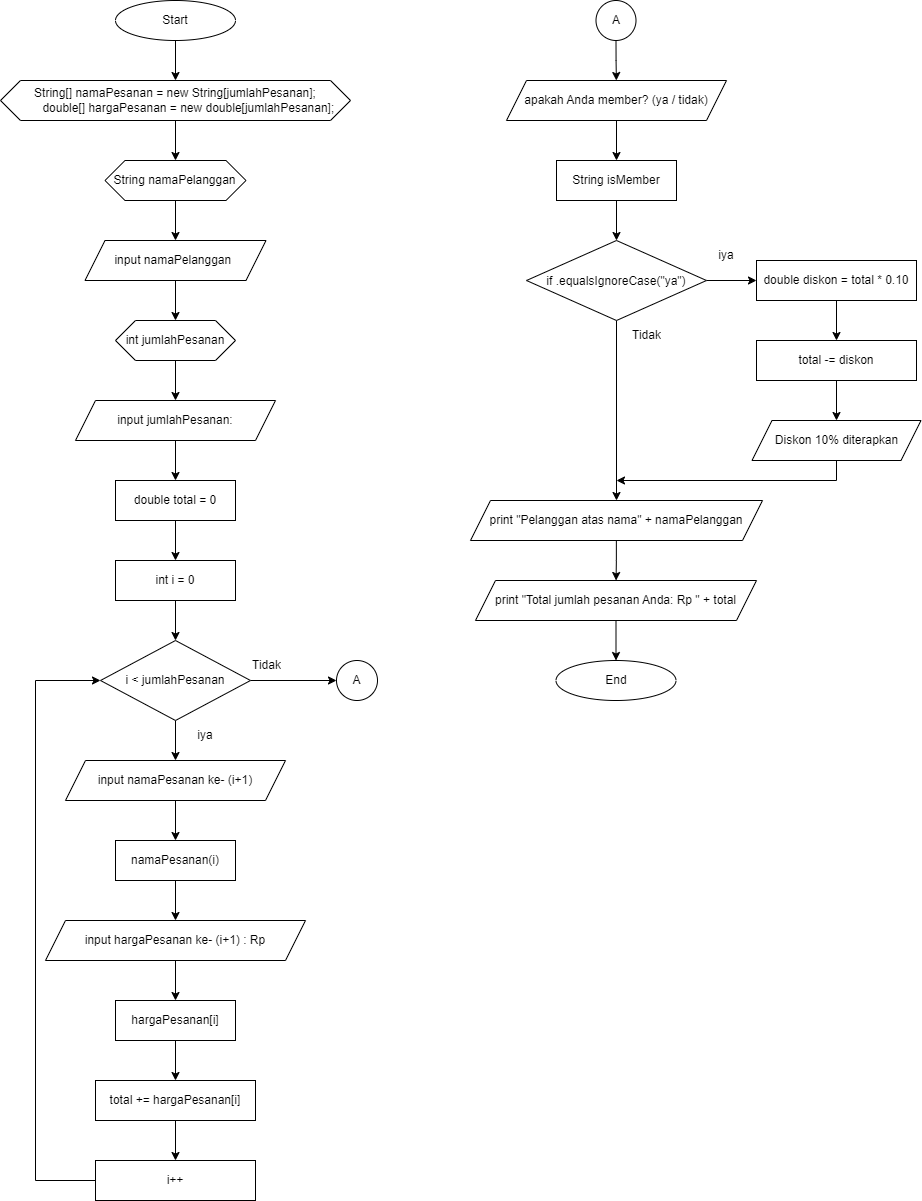 Start
String[] namaPesanan = new String[jumlahPesanan];
double[] hargaPesanan = new double[jumlahPesanan];
String namaPelanggan
input namaPelanggan
int jumlahPesanan
input jumlahPesanan:
double total = 0
int i = 0
i < jumlahPesanan
Tidak
A
iya
input namaPesanan ke- (i+1)
namaPesanan(i)
input hargaPesanan ke- (i+1) : Rp
hargaPesanan[i]
total += hargaPesanan[i]
i++
A
apakah Anda member? (ya / tidak)
String isMember
if .equalsIgnoreCase("ya")
iya
double diskon = total * 0.10
Tidak
total -= diskon
Diskon 10% diterapkan
print "Pelanggan atas nama" + namaPelanggan
print "Total jumlah pesanan Anda: Rp " + total
End